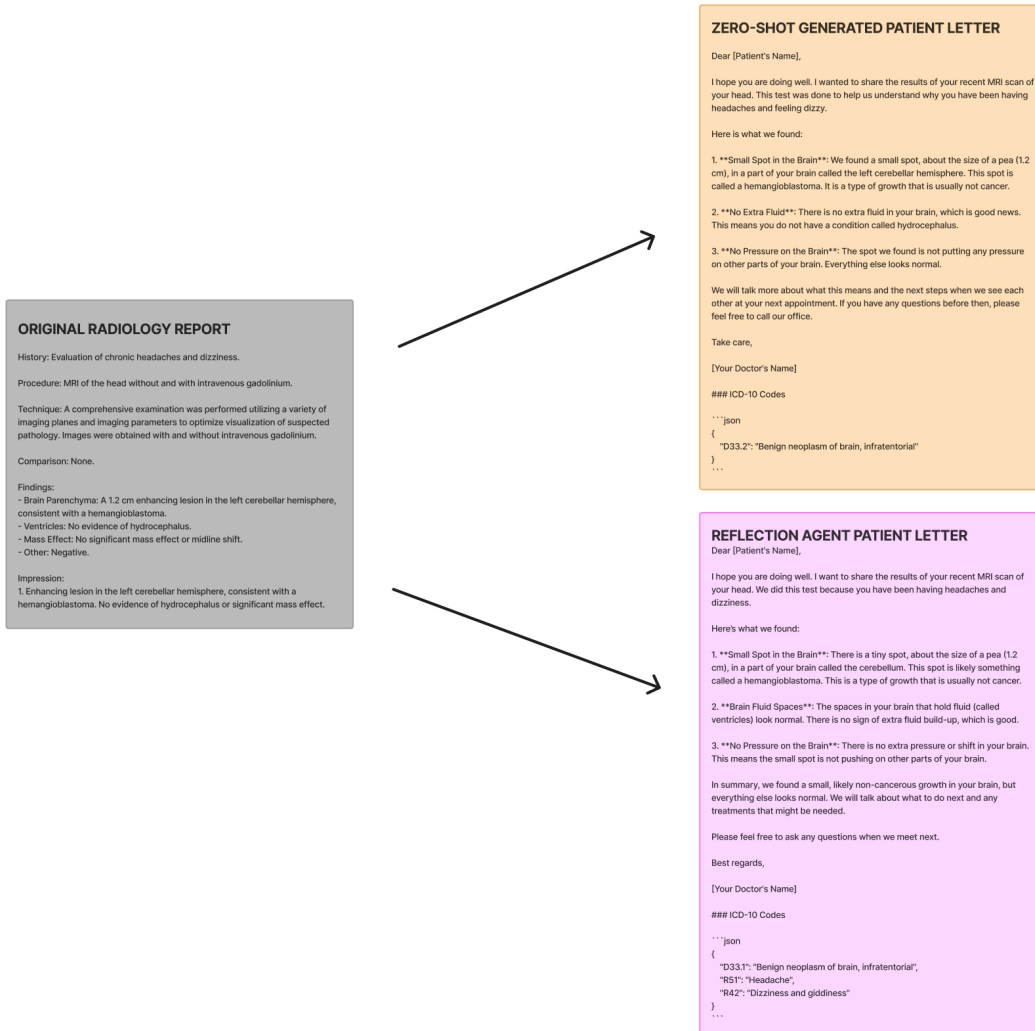 ORIGINAL RADIOLOGY REPORT
History: Evaluation of chronic headaches and dizziness.
Procedure: MRI of the head without and with intravenous gadolinium.
Technique: A comprehensive examination was performed utilizing a variety of
imaging planes and imaging parameters to optimize visualization of suspected
pathology. Images were obtained with and without intravenous gadolinium.
Comparison: None.
Findings:
- Brain Parenchyma: A 1.2 cm enhancing lesion in the left cerebellar hemisphere,
consistent with a hemangioblastoma.
- Ventricles: No evidence of hydrocephalus.
- Mass Effect: No significant mass effect or midline shift.
- Other: Negative.
Impression:
1. Enhancing lesion in the left cerebellar hemisphere, consistent with a
hemangioblastoma. No evidence of hydrocephalus or significant mass effect.
ZERO-SHOT GENERATED PATIENT LETTER
Dear [Patient's Name],
I hope you are doing well. I wanted to share the results of your recent MRI scan of
your head. This test was done to help us understand why you have been having
headaches and feeling dizzy.
Here is what we found:
1. **Small Spot in the Brain**: We found a small spot, about the size of a pea (1.2
cm), in a part of your brain called the left cerebellar hemisphere. This spot is
called a hemangioblastoma. It is a type of growth that is usually not cancer.
2. **No Extra Fluid**: There is no extra fluid in your brain, which is good news.
This means you do not have a condition called hydrocephalus.
3. **No Pressure on the Brain**: The spot we found is not putting any pressure
on other parts of your brain. Everything else looks normal.
We will talk more about what this means and the next steps when we see each
other at your next appointment. If you have any questions before then, please
feel free to call our office.
Take care,
[Your Doctor's Name]
### ICD-10 Codes
```json
{
"D33.2": "Benign neoplasm of brain, infratentorial"
}
```
REFLECTION AGENT PATIENT LETTER
Dear [Patient's Name],
I hope you are doing well. I want to share the results of your recent MRI scan of
your head. We did this test because you have been having headaches and
dizziness.
Here's what we found:
1. **Small Spot in the Brain**: There is a tiny spot, about the size of a pea (1.2
cm), in a part of your brain called the cerebellum. This spot is likely something
called a hemangioblastoma. This is a type of growth that is usually not cancer.
2. **Brain Fluid Spaces**: The spaces in your brain that hold fluid (called
ventricles) look normal. There is no sign of extra fluid build-up, which is good.
3. **No Pressure on the Brain**: There is no extra pressure or shift in your brain.
This means the small spot is not pushing on other parts of your brain.
In summary, we found a small, likely non-cancerous growth in your brain, but
everything else looks normal. We will talk about what to do next and any
treatments that might be needed.
Please feel free to ask any questions when we meet next.
Best regards,
[Your Doctor's Name]
### ICD-10 Codes
```json
{
"D33.1": "Benign neoplasm of brain, infratentorial",
"R51": "Headache",
"R42": "Dizziness and giddiness"
}
```